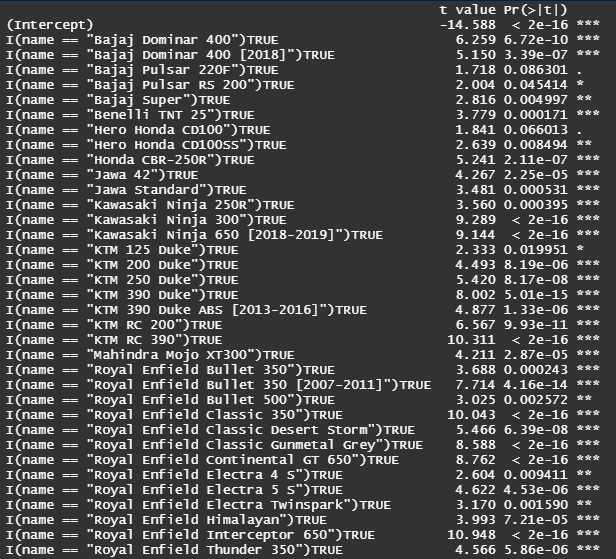 t value Pr(>|t|)
(Intercept) -14.588 < 2e-16 ***
I(name == "Bajaj Dominar 400")TRUE 6.259 6.72e-10 ***
I(name == "Bajaj Dominar 400 [2018]")TRUE 5.150 3.39e-07 ***
I(name == "Bajaj Pulsar 220F")TRUE 1.718 0.086301 .
I(name == "Bajaj Pulsar RS 200")TRUE 2.004 0.045414 *
I(name == "Bajaj Super")TRUE 2.816 0.004997 **
I(name == "Benelli TNT 25")TRUE 3.779 0.000171 ***
I(name == "Hero Honda CD100")TRUE 1.841 0.066013 .
I(name == "Hero Honda CD100SS")TRUE 2.639 0.008494 **
I(name == "Honda CBR-250R")TRUE 5.241 2.11e-07 ***
I(name == "Jawa 42")TRUE 4.267 2.25e-05 ***
I(name == "Jawa Standard")TRUE 3.481 0.000531 ***
I(name == "Kawasaki Ninja 250R")TRUE 3.560 0.000395 ***
I(name == "Kawasaki Ninja 300")TRUE 9.289 < 2e-16 ***
I(name == "Kawasaki Ninja 650 [2018-2019]")TRUE 9.144 < 2e-16 ***
I(name == "KTM 125 Duke")TRUE 2.333 0.019951 *
I(name == "KTM 200 Duke")TRUE 4.493 8.19e-06 ***
I(name == "KTM 250 Duke")TRUE 5.420 8.17e-08 ***
I(name == "KTM 390 Duke")TRUE 8.002 5.01e-15 ***
I(name == "KTM 390 Duke ABS [2013-2016]")TRUE 4.877 1.33e-06 ***
I(name == "KTM RC 200")TRUE 6.567 9.93e-11 ***
I(name == "KTM RC 390")TRUE 10.311 < 2e-16 ***
I(name == "Mahindra Mojo XT300")TRUE 4.211 2.87e-05 ***
I(name == "Royal Enfield Bullet 350")TRUE 3.688 0.000243 ***
I(name == "Royal Enfield Bullet 350 [2007-2011]")TRUE 7.714 4.16e-14 ***
I(name == "Royal Enfield Bullet 500")TRUE 3.025 0.002572 **
I(name == "Royal Enfield Classic 350")TRUE 10.043 < 2e-16 ***
I(name == "Royal Enfield Classic Desert Storm")TRUE 5.466 6.39e-08 ***
I(name == "Royal Enfield Classic Gunmetal Grey")TRUE 8.588 < 2e-16 ***
I(name == "Royal Enfield Continental GT 650")TRUE 8.762 < 2e-16 ***
I(name == "Royal Enfield Electra 4 S")TRUE 2.604 0.009411 **
I(name == "Royal Enfield Electra 5 S")TRUE 4.622 4.53e-06 ***
I(name == "Royal Enfield Electra Twinspark")TRUE 3.170 0.001590 **
I(name == "Royal Enfield Himalayan")TRUE 3.993 7.21e-05 ***
I(name == "Royal Enfield Interceptor 650")TRUE 10.948 < 2e-16 ***
I(name == "Royal Enfield Thunder 350")TRUE 4.566 5.86e-06 ***